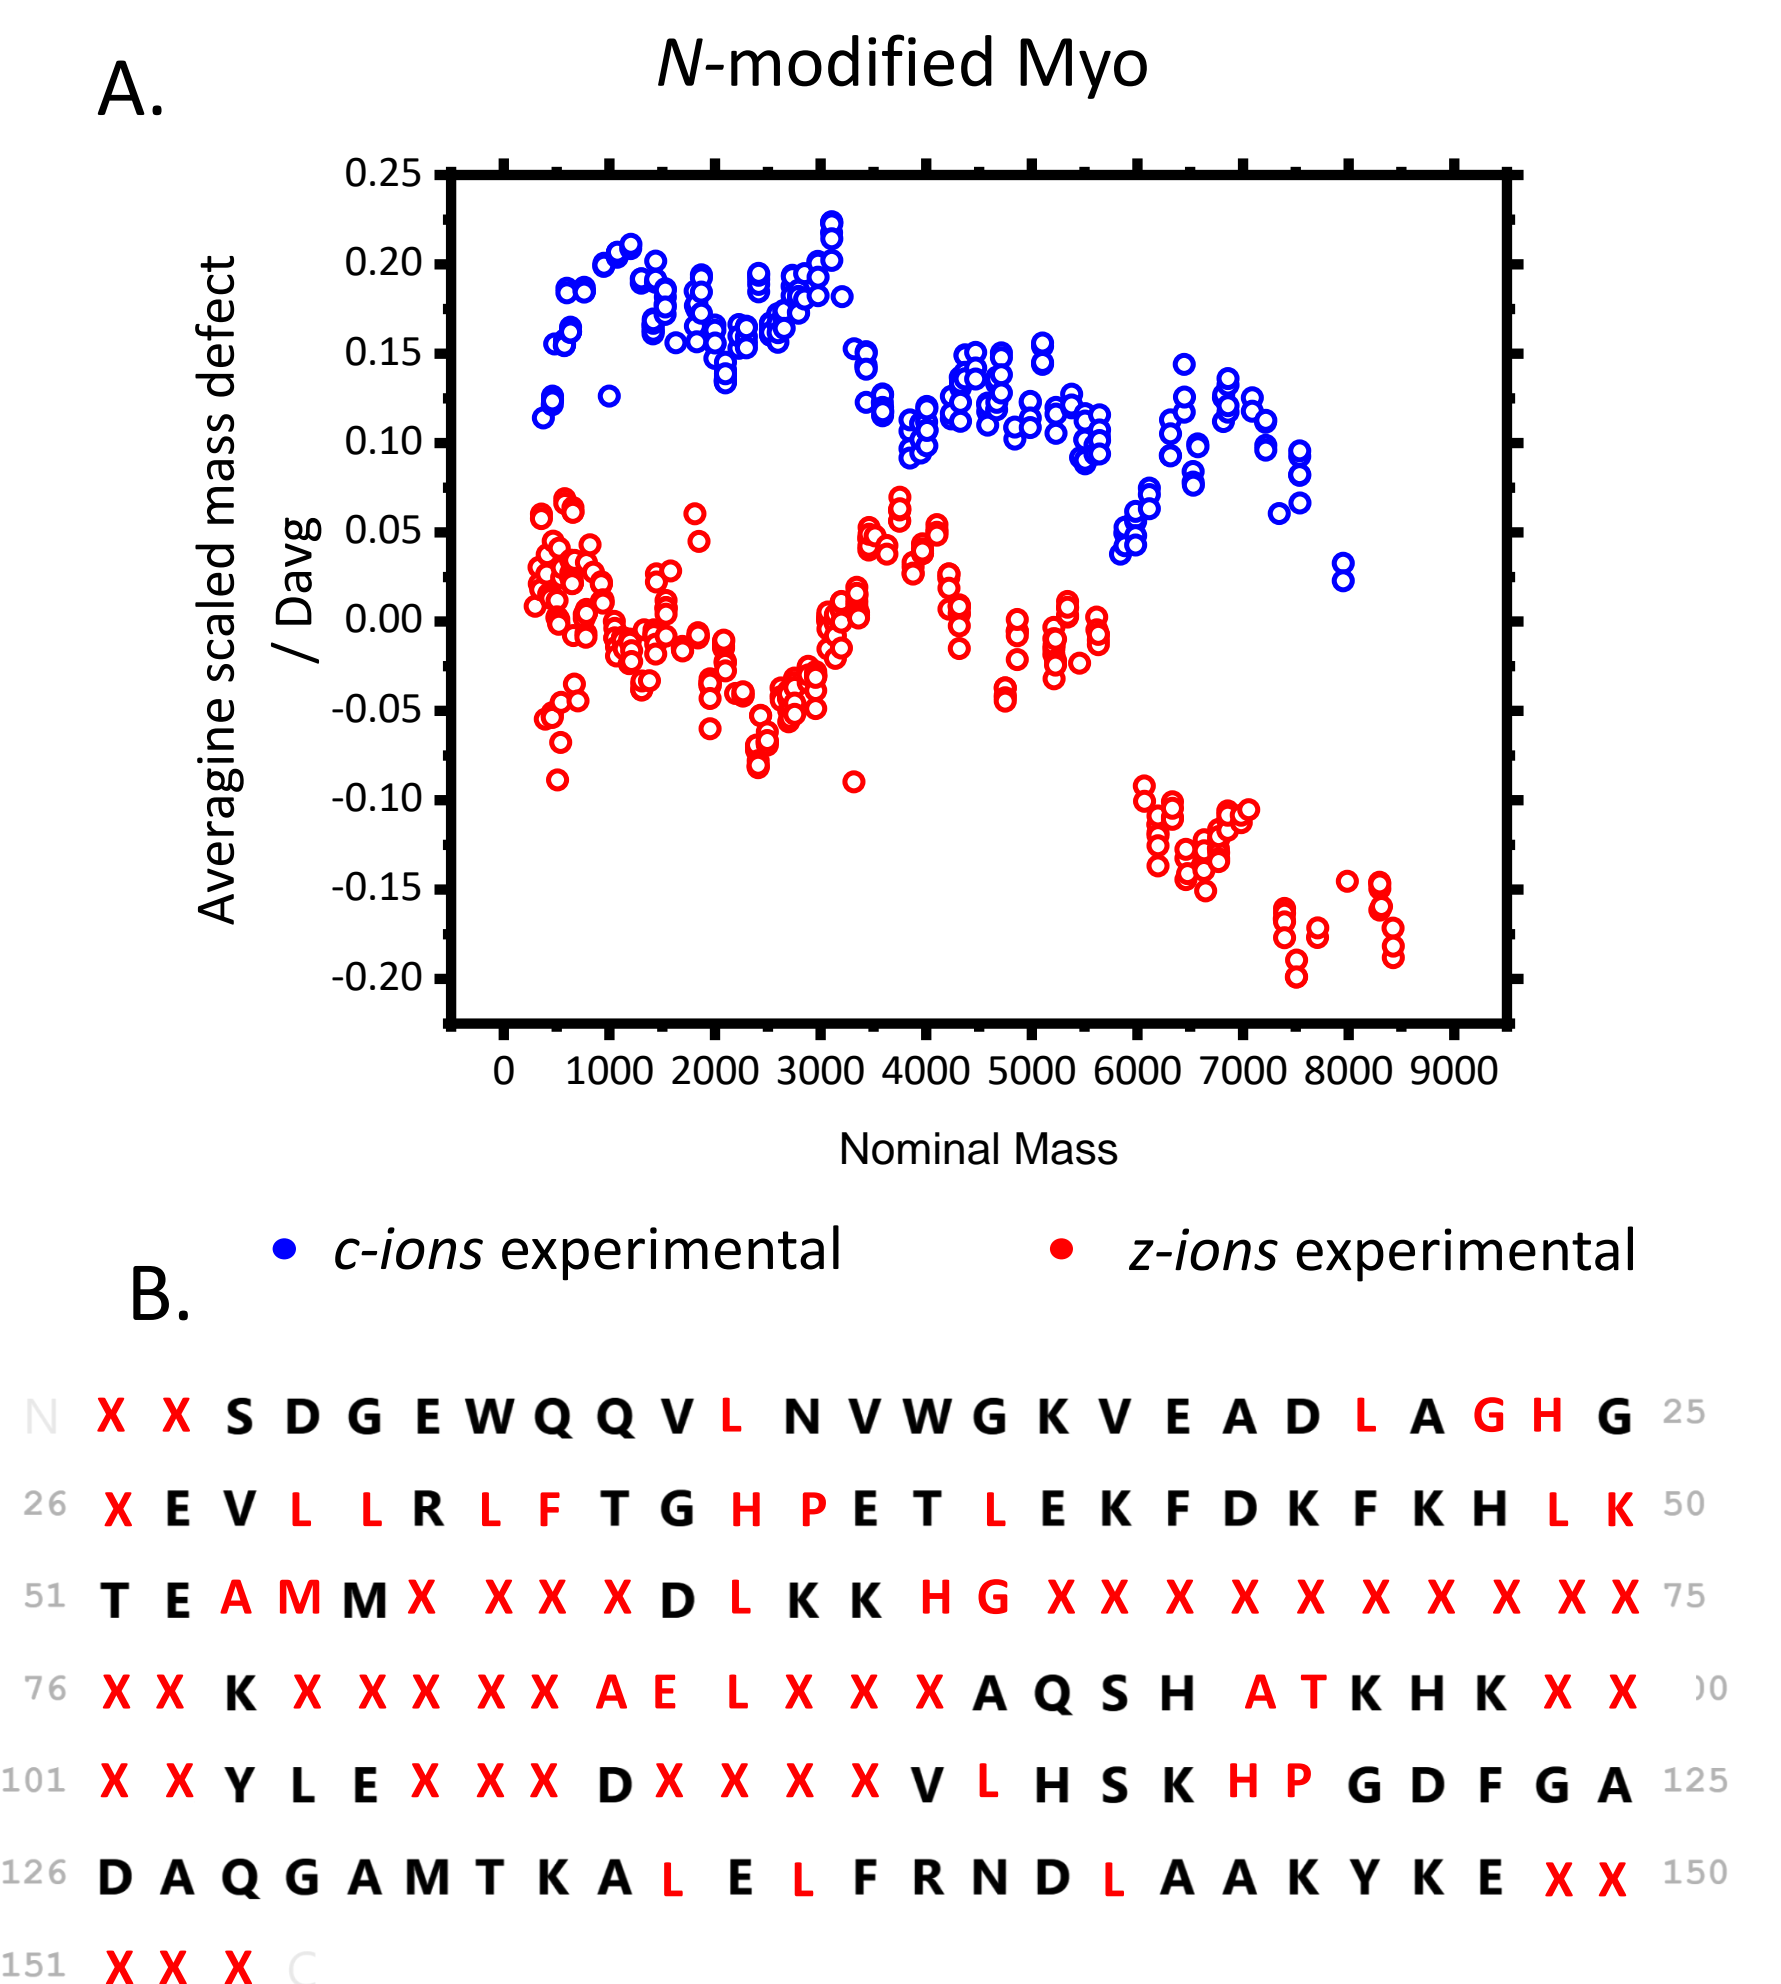 N-modified Myo
A.
Averagine scaled mass defect
/ Davg
0.25
0.20
0.15
0.10
0.05
0.00
-0.05
-0.10
-0.15
-0.20
0 1000 2000 3000 4000 5000 6000 7000 8000 9000
Nominal Mass
c-ions experimental z-ions experimental
B.
N X X S D G E W Q Q V L N V W G K V E A D L A G H G 25
26 X E V L L R L F T G H P E T L E K F D K F K H L K 50
51 T E A M M X X X X D L K K H G X X X X X X X X X X 75
76 X X K X X X X X A E L X X X A Q S H A T K H K X X 00
101 X X Y L E X X X D X X X X V L H S K H P G D F G A 125
126 D A Q G A M T K A L E L F R N D L A A K Y K E X X 150
151 X X X C